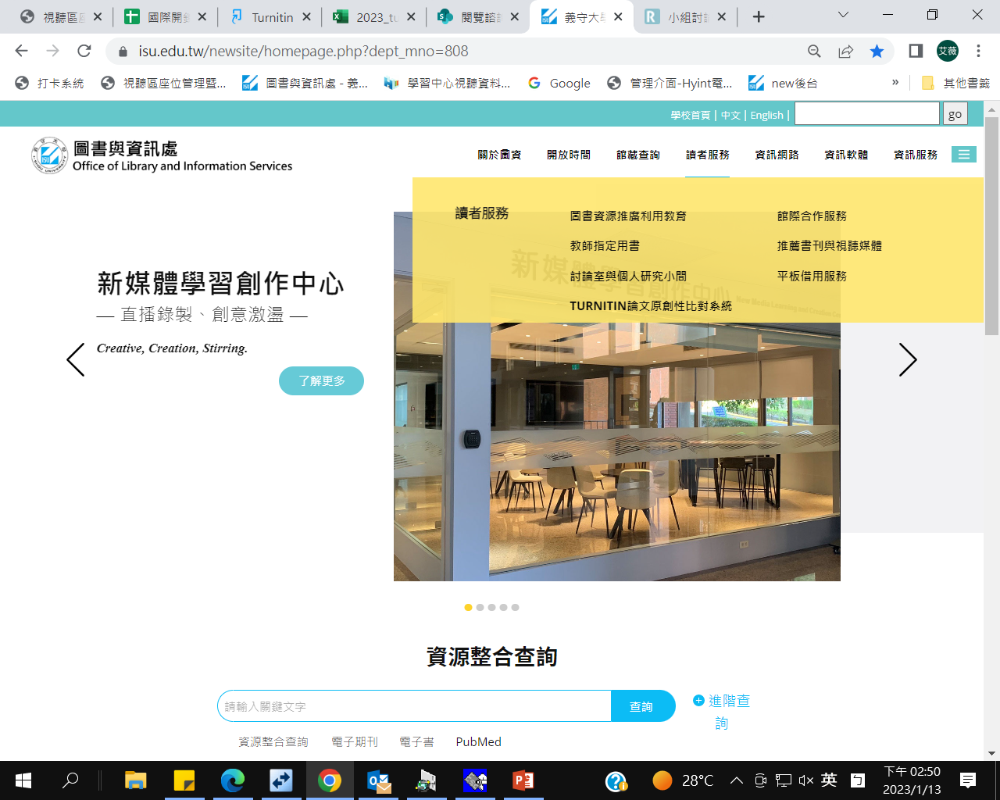 視聽區座
國際開
Turnitin
2023_tu
閱覽諮
義守大學
小組討
isu.edu.tw/newsite/homepage.php?dept_mno=808
艾薇
打卡系統
視聽區座位管理暨...
圖書與資訊處 - 義...
學習中心視聽資料...
Google
管理介面-Hyint電...
new後台
»
其他書籤
學校首頁 | 中文 | English |
go
圖書與資訊處
Office of Library and Information Services
關於圖資
開放時間
館藏查詢
讀者服務
資訊網路
資訊軟體
資訊服務
讀者服務
圖書資源推廣利用教育
館際合作服務
教師指定用書
推薦書刊與視聽媒體
討論室與個人研究小間
平板借用服務
TURNITIN論文原創性比對系統
新媒體學習創作中心
新媒體學習創作中心
— 直播錄製、創意激盪 —
Creative, Creation, Stirring.
了解更多
資源整合查詢
請輸入關鍵文字
查詢
進階查
詢
資源整合查詢
電子期刊
電子書
PubMed
28°C
英
下午 02:50
2023/1/13